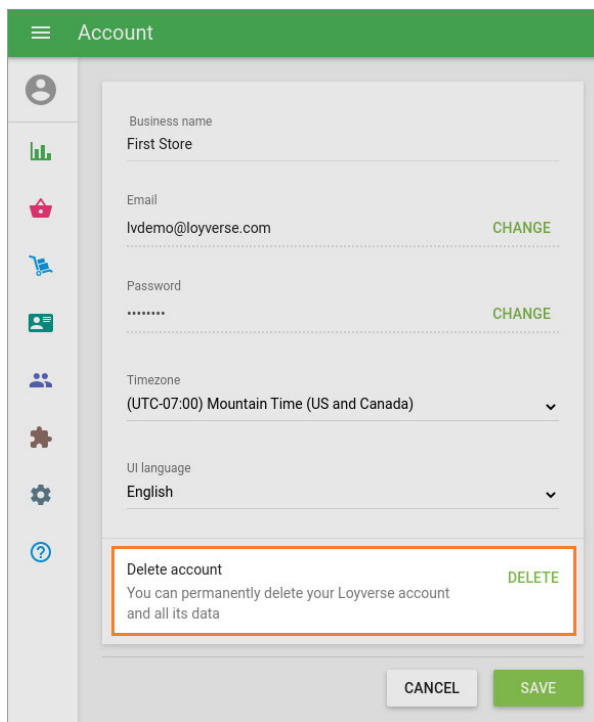 Account
Business name
First Store
Email
lvdemo@loyverse.com
CHANGE
Password
••••••••
CHANGE
Timezone
(UTC-07:00) Mountain Time (US and Canada)
UI language
English
Delete account
DELETE
You can permanently delete your Loyverse account
and all its data
CANCEL
SAVE